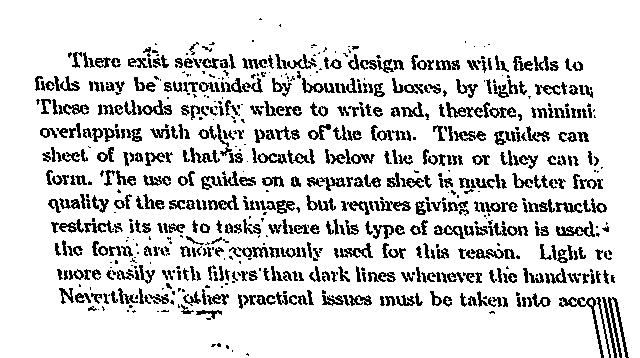 There exist several methods to design forms with fields to
fields may be surrounded by bounding boxes, by light rectan
These methods specify where to write and, therefore, minimi
overlapping with other parts of the form. These guides can
sheet of paper that is located below the form or they can b
form. The use of guides on a separate sheet is much better fror
quality of the scanned image, but requires giving more instructio
restricts its use to tasks where this type of acquisition is used.
the form are more commonly used for this reason. Light re
more easily with filters than dark lines whenever the handwritt
Nevertheless, other practical issues must be taken into accoun